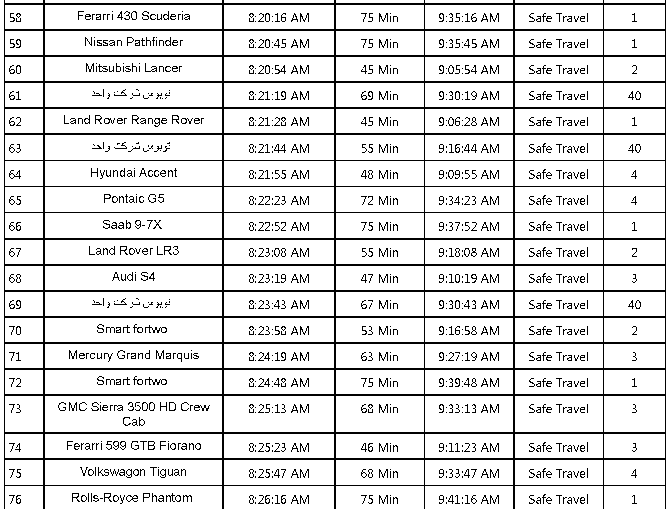 58 Ferarri 430 Scuderia 8:20:16 AM 75 Min 9:35:16 AM Safe Travel 1
59 Nissan Pathfinder 8:20:45 AM 75 Min 9:35:45 AM Safe Travel 1
60 Mitsubishi Lancer 8:20:54 AM 45 Min 9:05:54 AM Safe Travel 2
61 توبوس شرکت واحد 8:21:19 AM 69 Min 9:30:19 AM Safe Travel 40
62 Land Rover Range Rover 8:21:28 AM 45 Min 9:06:28 AM Safe Travel 1
63 توبوس شرکت واحد 8:21:44 AM 55 Min 9:16:44 AM Safe Travel 40
64 Hyundai Accent 8:21:55 AM 48 Min 9:09:55 AM Safe Travel 4
65 Pontaic G5 8:22:23 AM 72 Min 9:34:23 AM Safe Travel 4
66 Saab 9-7X 8:22:52 AM 75 Min 9:37:52 AM Safe Travel 1
67 Land Rover LR3 8:23:08 AM 55 Min 9:18:08 AM Safe Travel 2
68 Audi S4 8:23:19 AM 47 Min 9:10:19 AM Safe Travel 3
69 توبوس شرکت واحد 8:23:43 AM 67 Min 9:30:43 AM Safe Travel 40
70 Smart fortwo 8:23:58 AM 53 Min 9:16:58 AM Safe Travel 2
71 Mercury Grand Marquis 8:24:19 AM 63 Min 9:27:19 AM Safe Travel 3
72 Smart fortwo 8:24:48 AM 75 Min 9:39:48 AM Safe Travel 1
73 GMC Sierra 3500 HD Crew 8:25:13 AM 68 Min 9:33:13 AM Safe Travel 3
Cab
74 Ferarri 599 GTB Fiorano 8:25:23 AM 46 Min 9:11:23 AM Safe Travel 3
75 Volkswagon Tiguan 8:25:47 AM 68 Min 9:33:47 AM Safe Travel 4
76 Rolls-Royce Phantom 8:26:16 AM 75 Min 9:41:16 AM Safe Travel 1